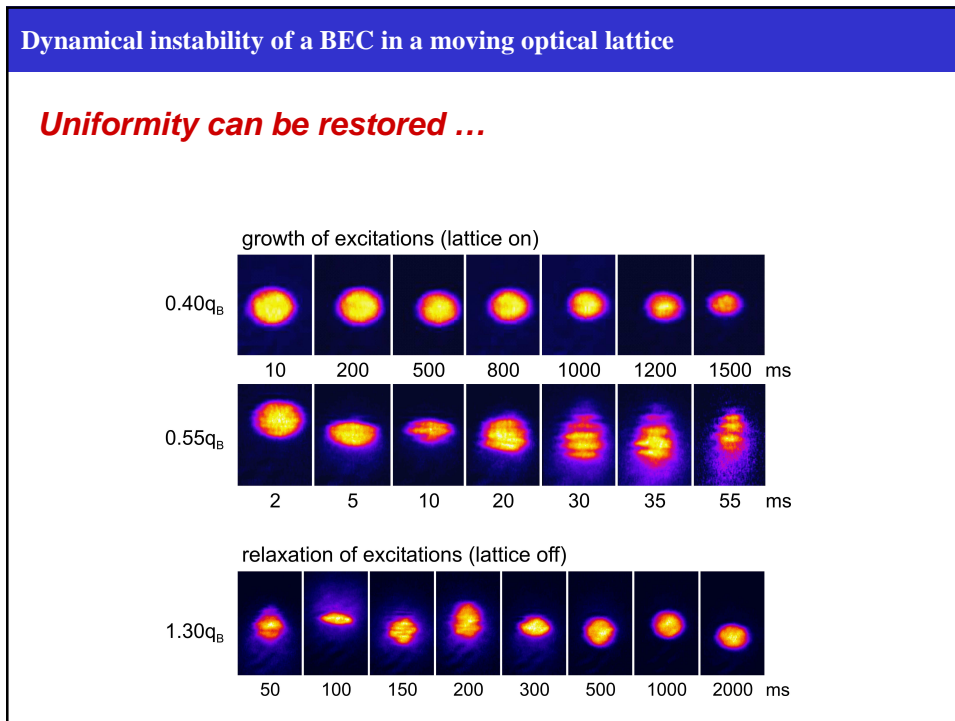 Dynamical instability of a BEC in a moving optical lattice
Uniformity can be restored …
growth of excitations (lattice on)
0.40qB
10 200 500 800 1000 1200 1500 ms
0.55qB
2 5 10 20 30 35 55 ms
relaxation of excitations (lattice off)
1.30qB
50 100 150 200 300 500 1000 2000 ms